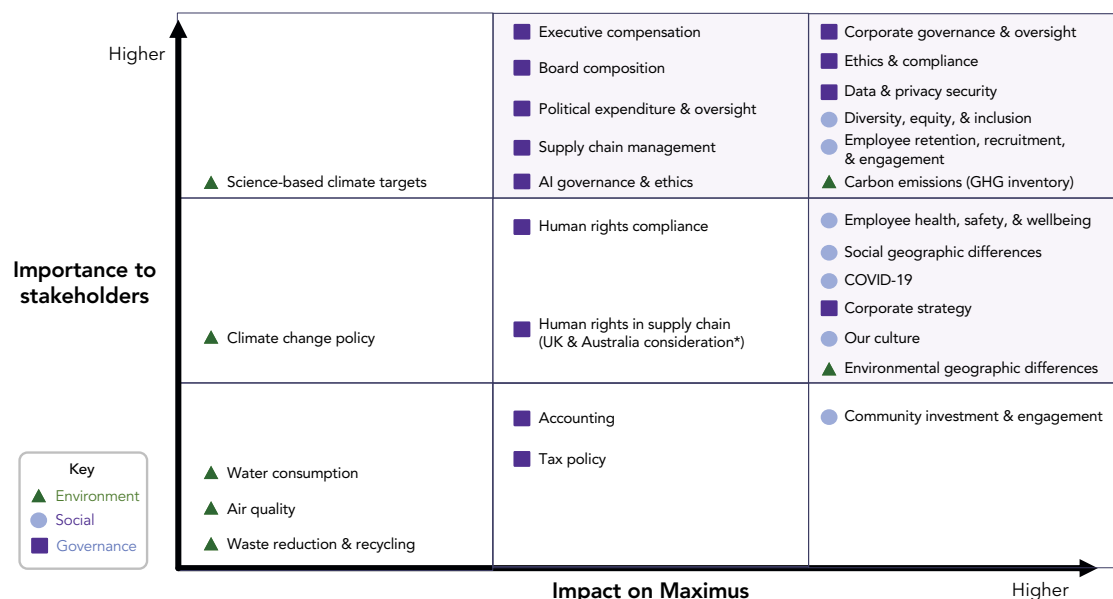 Higher
Importance to
stakeholders
Executive compensation
Board composition
Political expenditure & oversight
Supply chain management
AI governance & ethics
Corporate governance & oversight
Ethics & compliance
Data & privacy security
Diversity, equity, & inclusion
Employee retention, recruitment,
& engagement
Carbon emissions (GHG inventory)
Science-based climate targets
Human rights compliance
Human rights in supply chain
(UK & Australia consideration*)
Employee health, safety, & wellbeing
Social geographic differences
COVID-19
Corporate strategy
Our culture
Environmental geographic differences
Climate change policy
Accounting
Tax policy
Community investment & engagement
Water consumption
Air quality
Waste reduction & recycling
Key
Environment
Social
Governance
Impact on Maximus
Higher